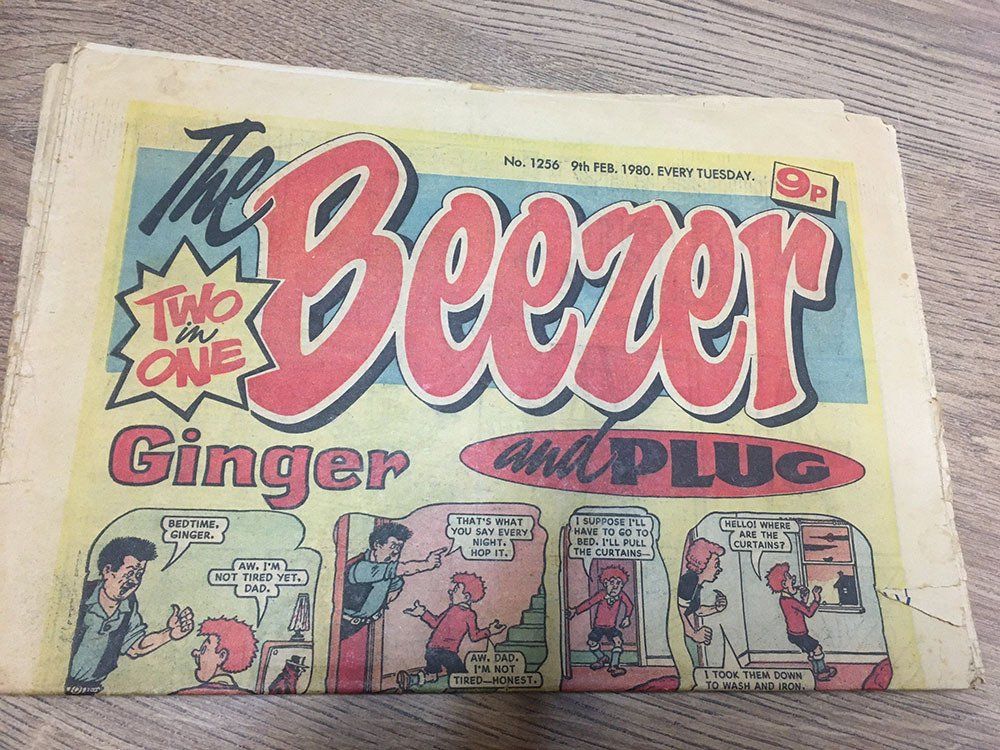 The Beezer
No. 1256 9th FEB. 1980. EVERY TUESDAY.
9P
TWO
in
ONE
and PLUG
Ginger
BEDTIME,
GINGER.
AW, I'M
NOT TIRED YET,
DAD.
THAT'S WHAT
YOU SAY EVERY
NIGHT.
HOP IT.
AW, DAD.
I'M NOT
TIRED—HONEST.
I SUPPOSE I'LL
HAVE TO GO TO
BED. I'LL PULL
THE CURTAINS—
HELLO! WHERE
ARE THE
CURTAINS?
I TOOK THEM DOWN
TO WASH AND IRON.